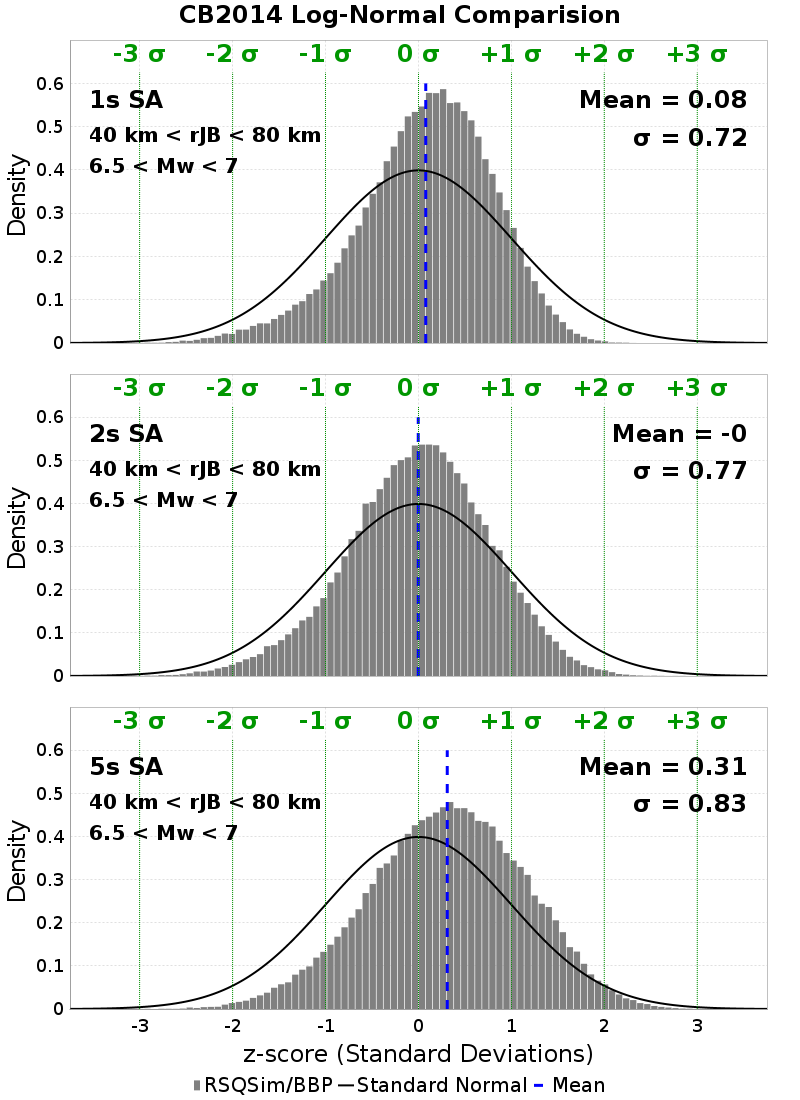 CB2014 Log-Normal Comparision
-3 σ -2 σ -1 σ 0 σ +1 σ +2 σ +3 σ
1s SA
40 km < rJB < 80 km
6.5 < Mw < 7
Mean = 0.08
σ = 0.72
Density
0.6
0.5
0.4
0.3
0.2
0.1
0
-3 σ -2 σ -1 σ 0 σ +1 σ +2 σ +3 σ
2s SA
40 km < rJB < 80 km
6.5 < Mw < 7
Mean = -0
σ = 0.77
Density
0.6
0.5
0.4
0.3
0.2
0.1
0
-3 σ -2 σ -1 σ 0 σ +1 σ +2 σ +3 σ
5s SA
40 km < rJB < 80 km
6.5 < Mw < 7
Mean = 0.31
σ = 0.83
Density
0.6
0.5
0.4
0.3
0.2
0.1
0
-3 -2 -1 0 1 2 3
z-score (Standard Deviations)
RSQSim/BBP Standard Normal Mean